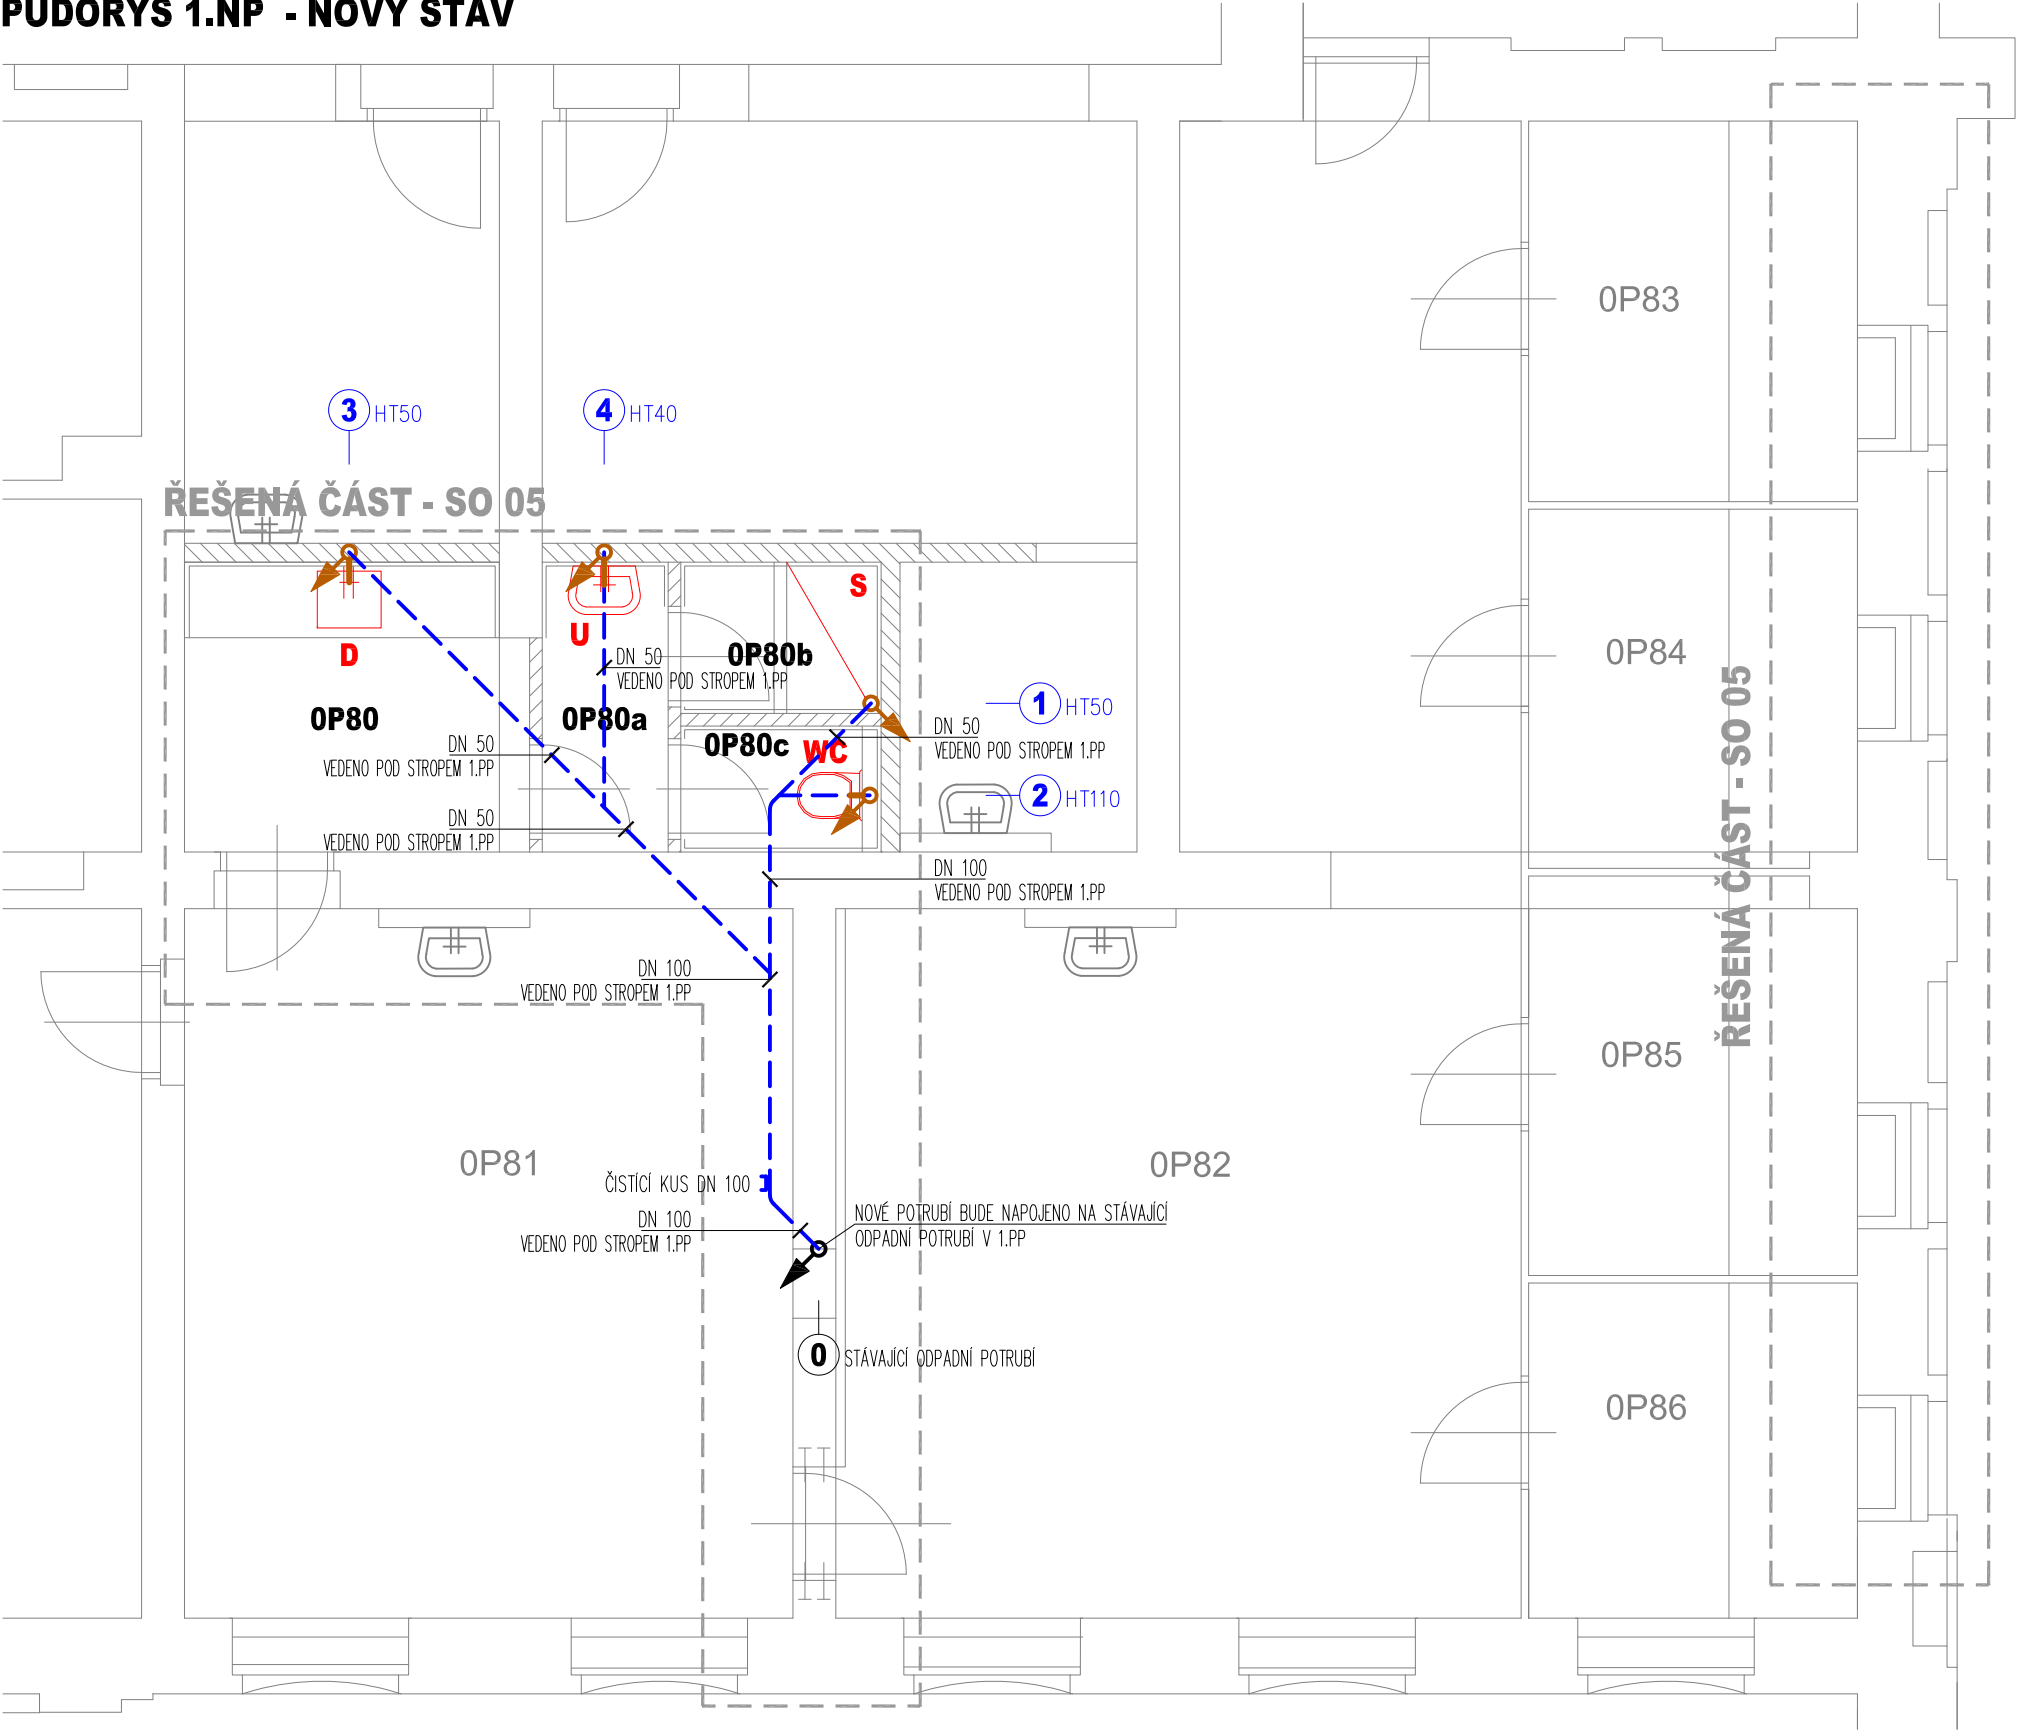 PŮDORYS 1.NP - NOVÝ STAV
0P83
3 HT50
4 HT40
ŘEŠENÁ ČÁST - SO 05
S
U
D
0P80b
DN 50
VEDENO POD STROPEM 1.PP
0P84
0P80
0P80a
1 HT50
DN 50
VEDENO POD STROPEM 1.PP
0P80c
WC
DN 50
VEDENO POD STROPEM 1.PP
2 HT110
DN 50
VEDENO POD STROPEM 1.PP
ŘEŠENÁ ČÁST - SO 05
DN 100
VEDENO POD STROPEM 1.PP
DN 100
VEDENO POD STROPEM 1.PP
0P85
0P81
0P82
ČISTÍCÍ KUS DN 100
DN 100
VEDENO POD STROPEM 1.PP
NOVÉ POTRUBÍ BUDE NAPOJENO NA STÁVAJÍCÍ
ODPADNÍ POTRUBÍ V 1.PP
0 STÁVAJÍCÍ ODPADNÍ POTRUBÍ
0P86